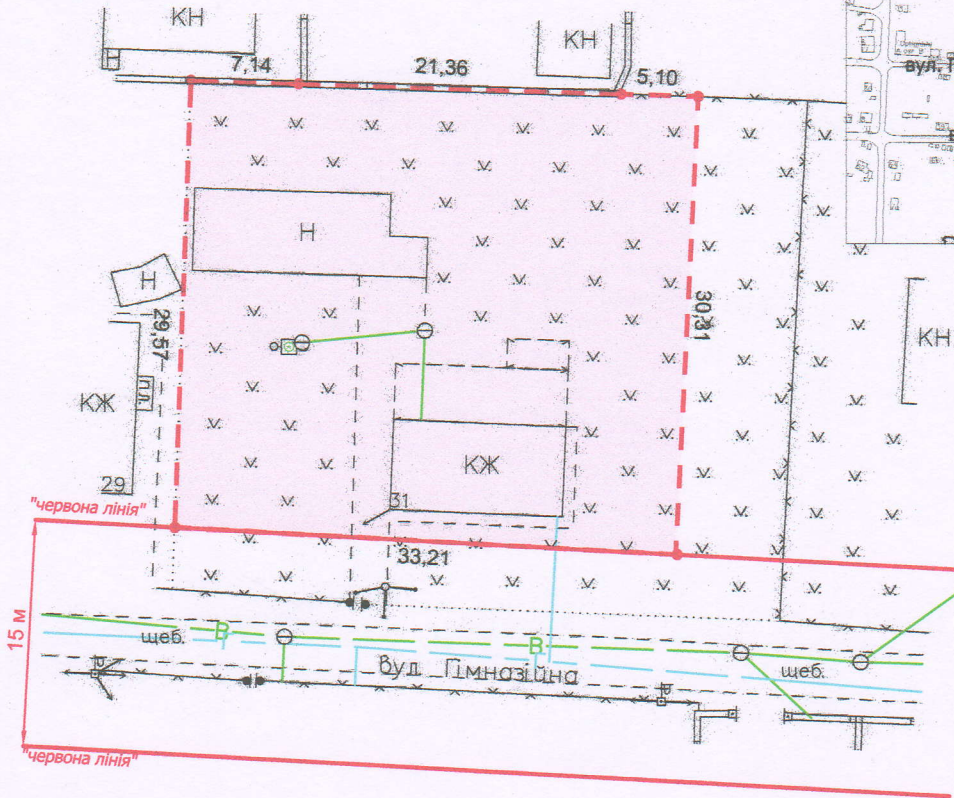 КН
КН
Н
7,14
21,36
5,10
вул. Г
Н
Н
29,57
30,31
КН
п.л.
КЖ
КЖ
29
31
"червона лінія"
33,21
15 м
щеб.
В
В
щеб.
вул Гімназійна
"червона лінія"